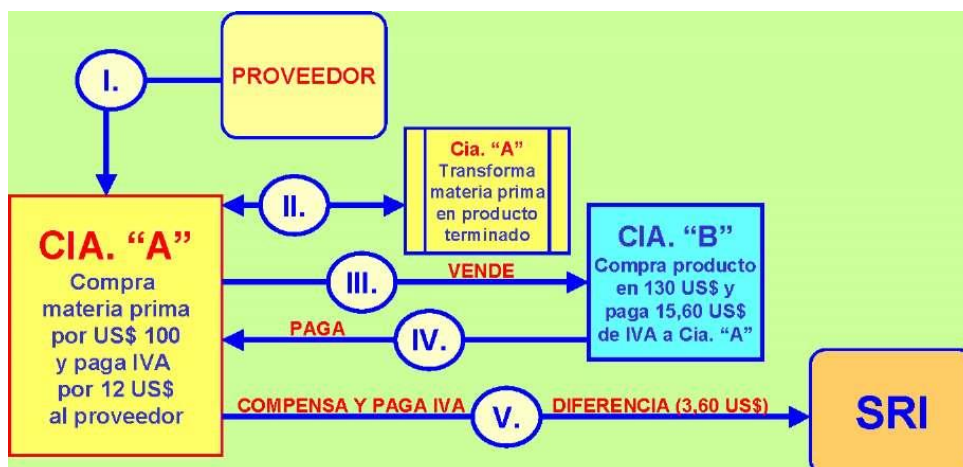 I.
PROVEEDOR
II.
Cia. “A”
Transforma
materia prima
en producto
terminado
CIA. “A”
Compra
materia prima
por US$ 100
y paga IVA
por 12 US$
al proveedor
III.
VENDE
CIA. “B”
Compra producto
en 130 US$ y
paga 15,60 US$
de IVA a Cia. “A”
PAGA
IV.
COMPENSA Y PAGA IVA
V.
DIFERENCIA (3,60 US$)
SRI